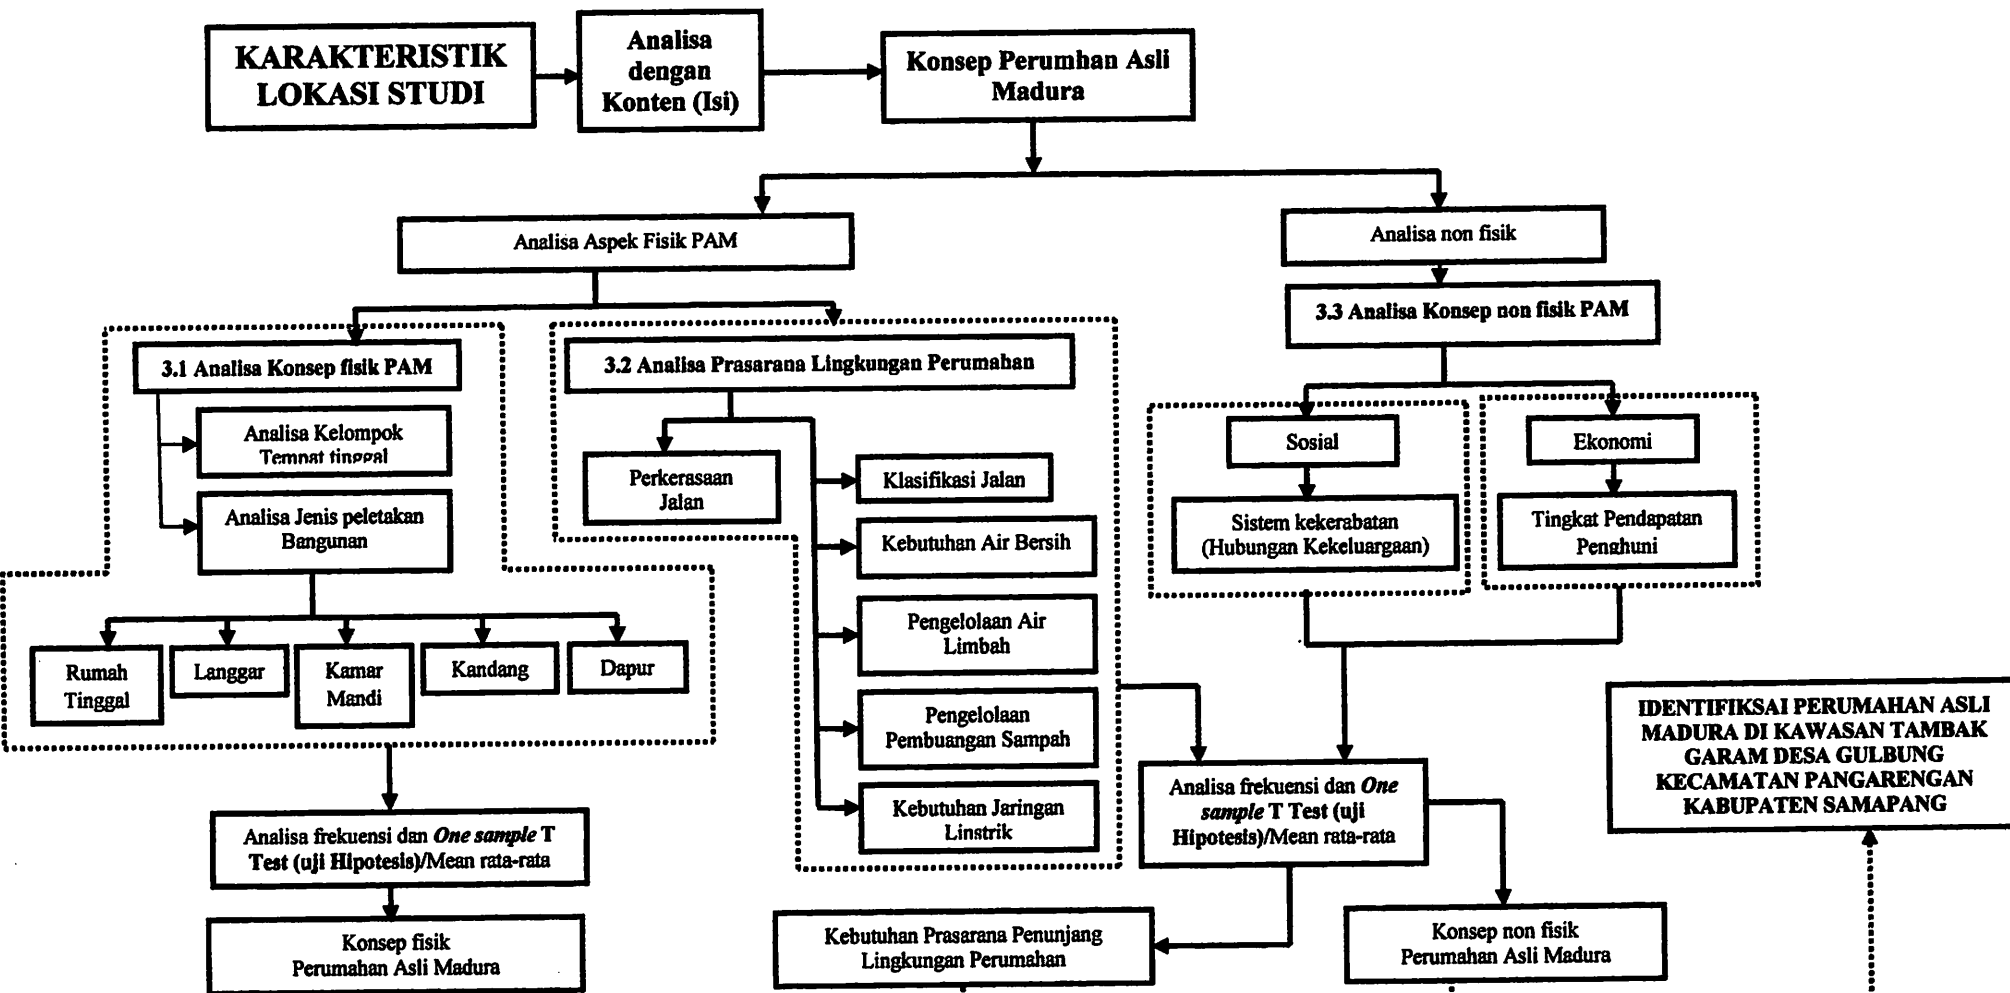 KARAKTERISTIK
LOKASI STUDI
Analisa
dengan
Konten (Isi)
Konsep Perumhan Asli
Madura
Analisa Aspek Fisik PAM
Analisa non fisik
3.3 Analisa Konsep non fisik PAM
3.1 Analisa Konsep fisik PAM
3.2 Analisa Prasarana Lingkungan Perumahan
Analisa Kelompok
Tempat tinggal
Analisa Jenis peletakan
Bangunan
Rumah
Tinggal
Langgar
Kamar
Mandi
Kandang
Dapur
Perkerasaan
Jalan
Klasifikasi Jalan
Kebutuhan Air Bersih
Pengelolaan Air
Limbah
Pengelolaan
Pembuangan Sampah
Kebutuhan Jaringan
Linstrik
Sosial
Sistem kekerabatan
(Hubungan Kekeluargaan)
Ekonomi
Tingkat Pendapatan
Penghuni
Analisa frekuensi dan One sample T
Test (uji Hipotesis)/Mean rata-rata
Konsep fisik
Perumahan Asli Madura
Analisa frekuensi dan One
sample T Test (uji
Hipotesis)/Mean rata-rata
Kebutuhan Prasarana Penunjang
Lingkungan Perumahan
Konsep non fisik
Perumahan Asli Madura
IDENTIFIKSAI PERUMAHAN ASLI
MADURA DI KAWASAN TAMBAK
GARAM DESA GULBUNG
KECAMATAN PANGARENGAN
KABUPATEN SAMAPANG